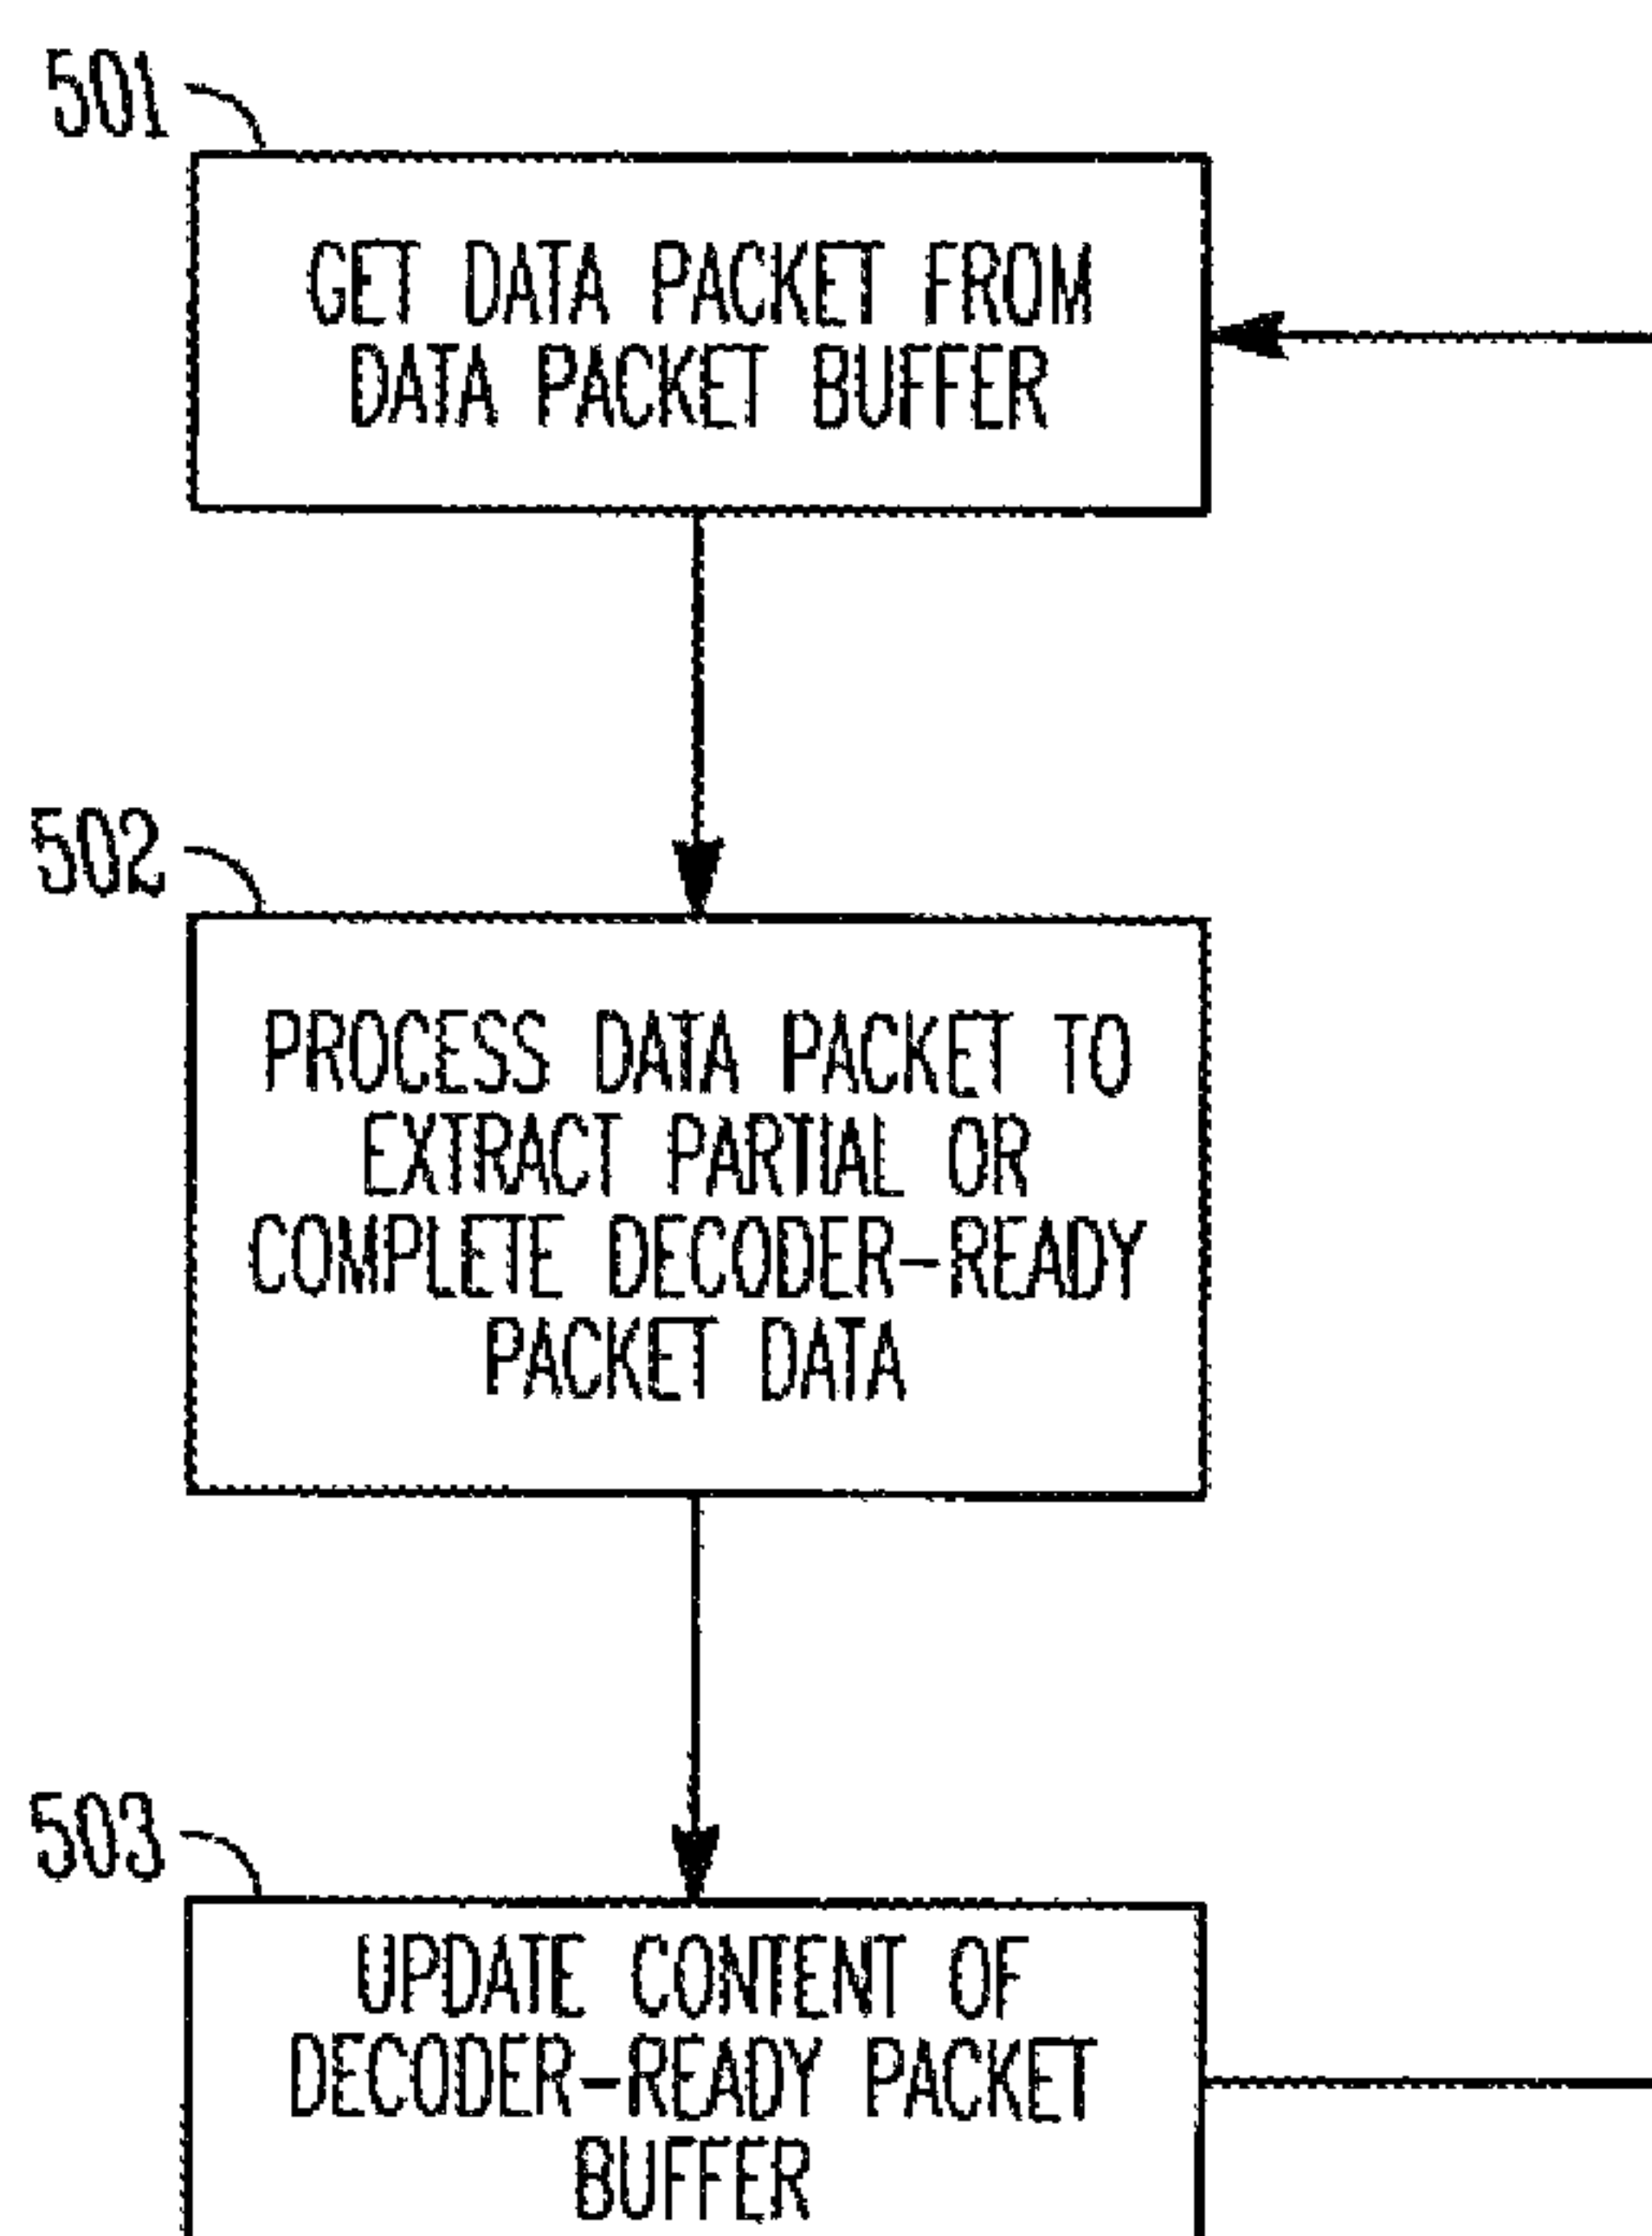 501
GET DATA PACKET FROM
DATA PACKET BUFFER
502
PROCESS DATA PACKET TO
EXTRACT PARTIAL OR
COMPLETE DECODER-READY
PACKET DATA
503
UPDATE CONTENT OF
DECODER-READY PACKET
BUFFER